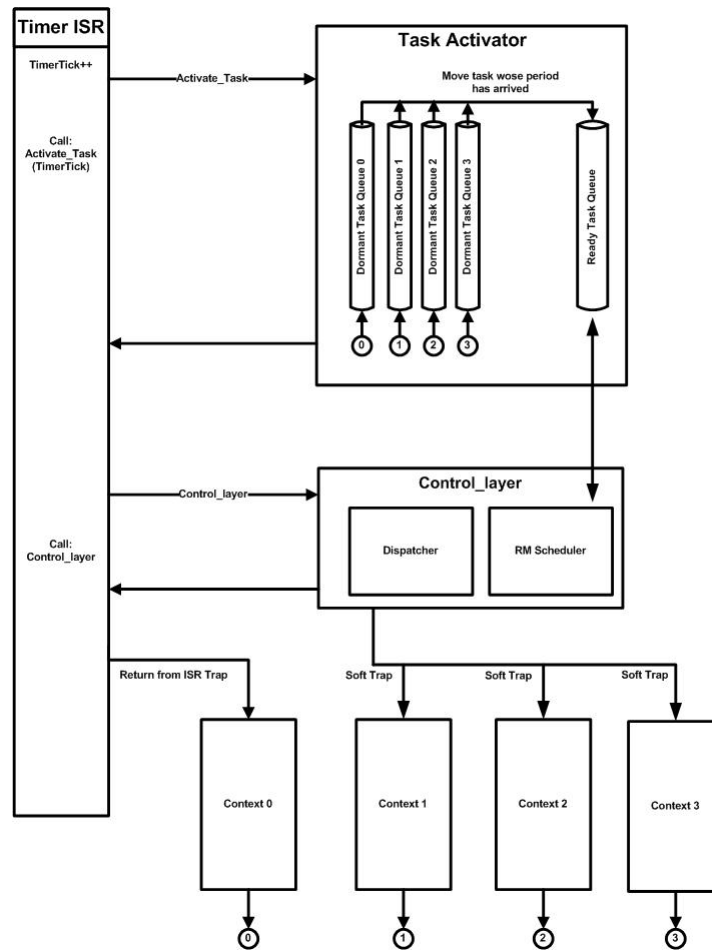 Timer ISR
TimerTick++
Call:
Activate_Task
(TimerTick)
Call:
Control_layer
Activate_Task
Task Activator
Move task wose period
has arrived
Dormant Task Queue 0
Dormant Task Queue 1
Dormant Task Queue 2
Dormant Task Queue 3
Ready Task Queue
0
1
2
3
Control_layer
Control_layer
Dispatcher
RM Scheduler
Return from ISR Trap
Soft Trap
Soft Trap
Soft Trap
Context 0
Context 1
Context 2
Context 3
0
1
2
3